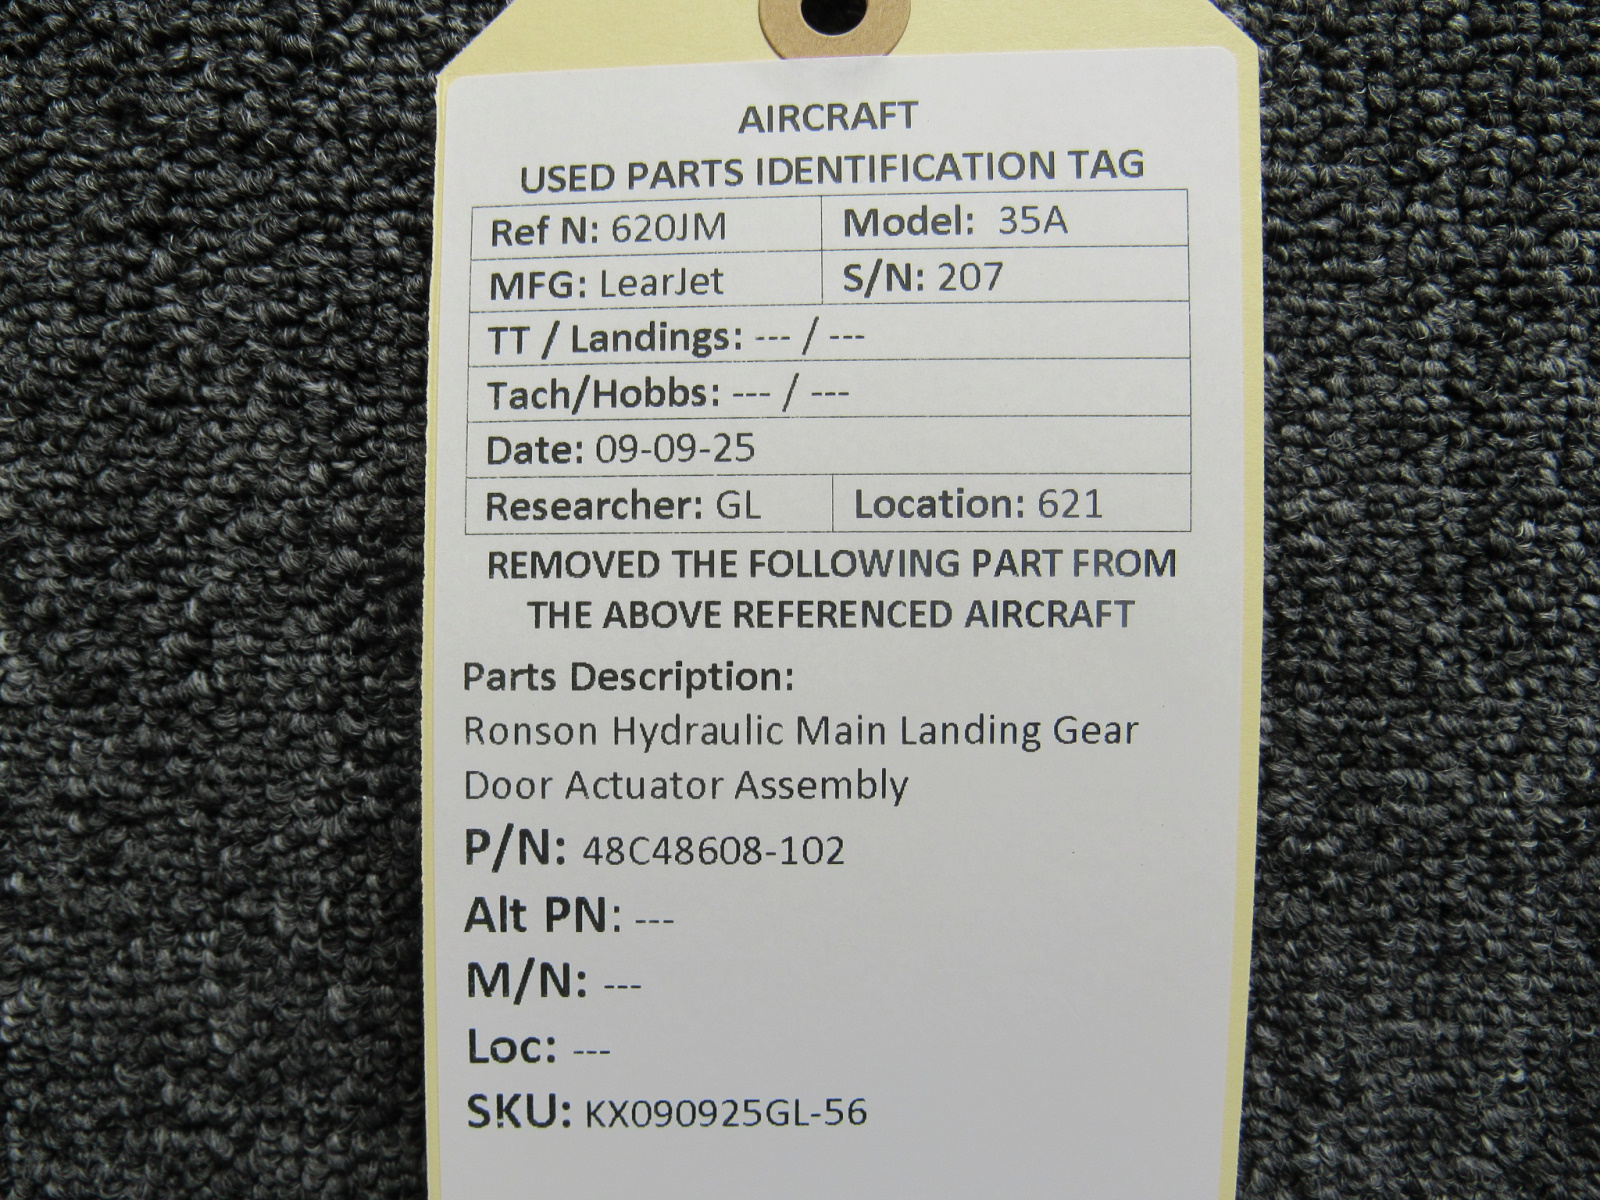 AIRCRAFT
USED PARTS IDENTIFICATION TAG
Ref N: 620JM Model: 35A
MFG: LearJet S/N: 207
TT / Landings: --- / ---
Tach/Hobbs: --- / ---
Date: 09-09-25
Researcher: GL Location: 621
REMOVED THE FOLLOWING PART FROM
THE ABOVE REFERENCED AIRCRAFT
Parts Description:
Ronson Hydraulic Main Landing Gear
Door Actuator Assembly
P/N: 48C48608-102
Alt PN: ---
M/N: ---
Loc: ---
SKU: KX090925GL-56